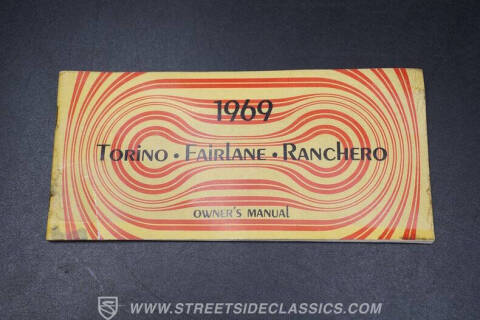 1969
Torino • Fairlane • Ranchero
Owner's Manual
WWW.STREETSIDECLASSICS.COM